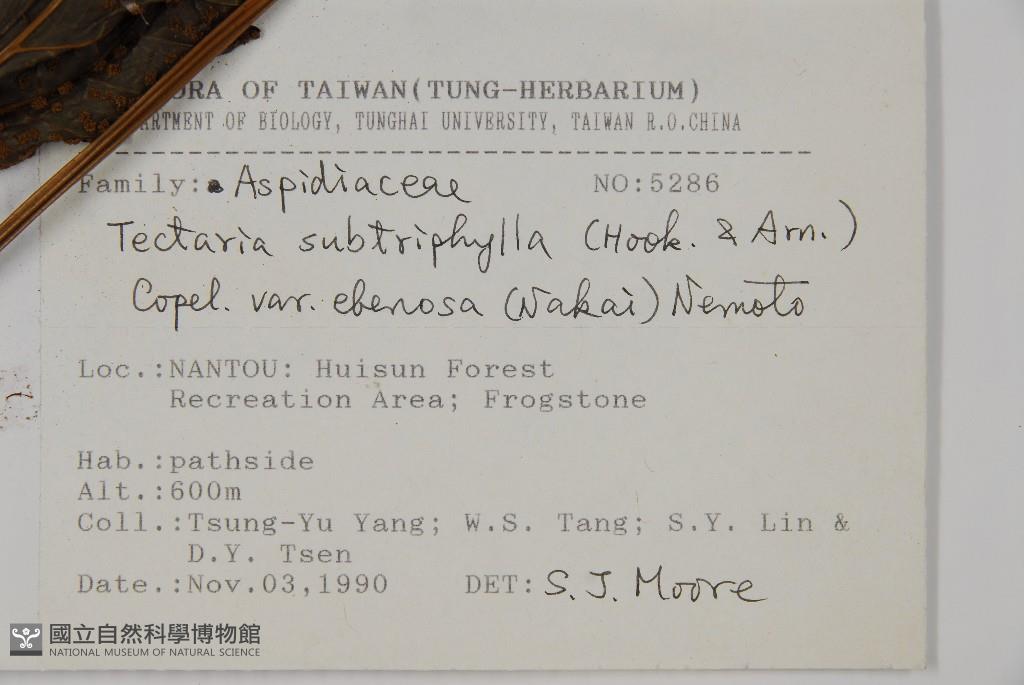 ORA OF TAIWAN(TUNG-HERBARIUM)
ARTMENT OF BIOLOGY, TUNGHAI UNIVERSITY, TAIWAN R.O.CHINA
Family: Aspidiaceae NO:5286
Tectaria subtriphylla (Hook. & Arn.)
Copel. var. ebenosa (Nakai) Nemoto
Loc.:NANTOU: Huisun Forest
Recreation Area; Frogstone
Hab.:pathside
Alt.:600m
Coll.:Tsung-Yu Yang; W.S. Tang; S.Y. Lin &
D.Y. Tsen
Date.:Nov.03,1990 DET: S.J. Moore
國立自然科學博物館
NATIONAL MUSEUM OF NATURAL SCIENCE